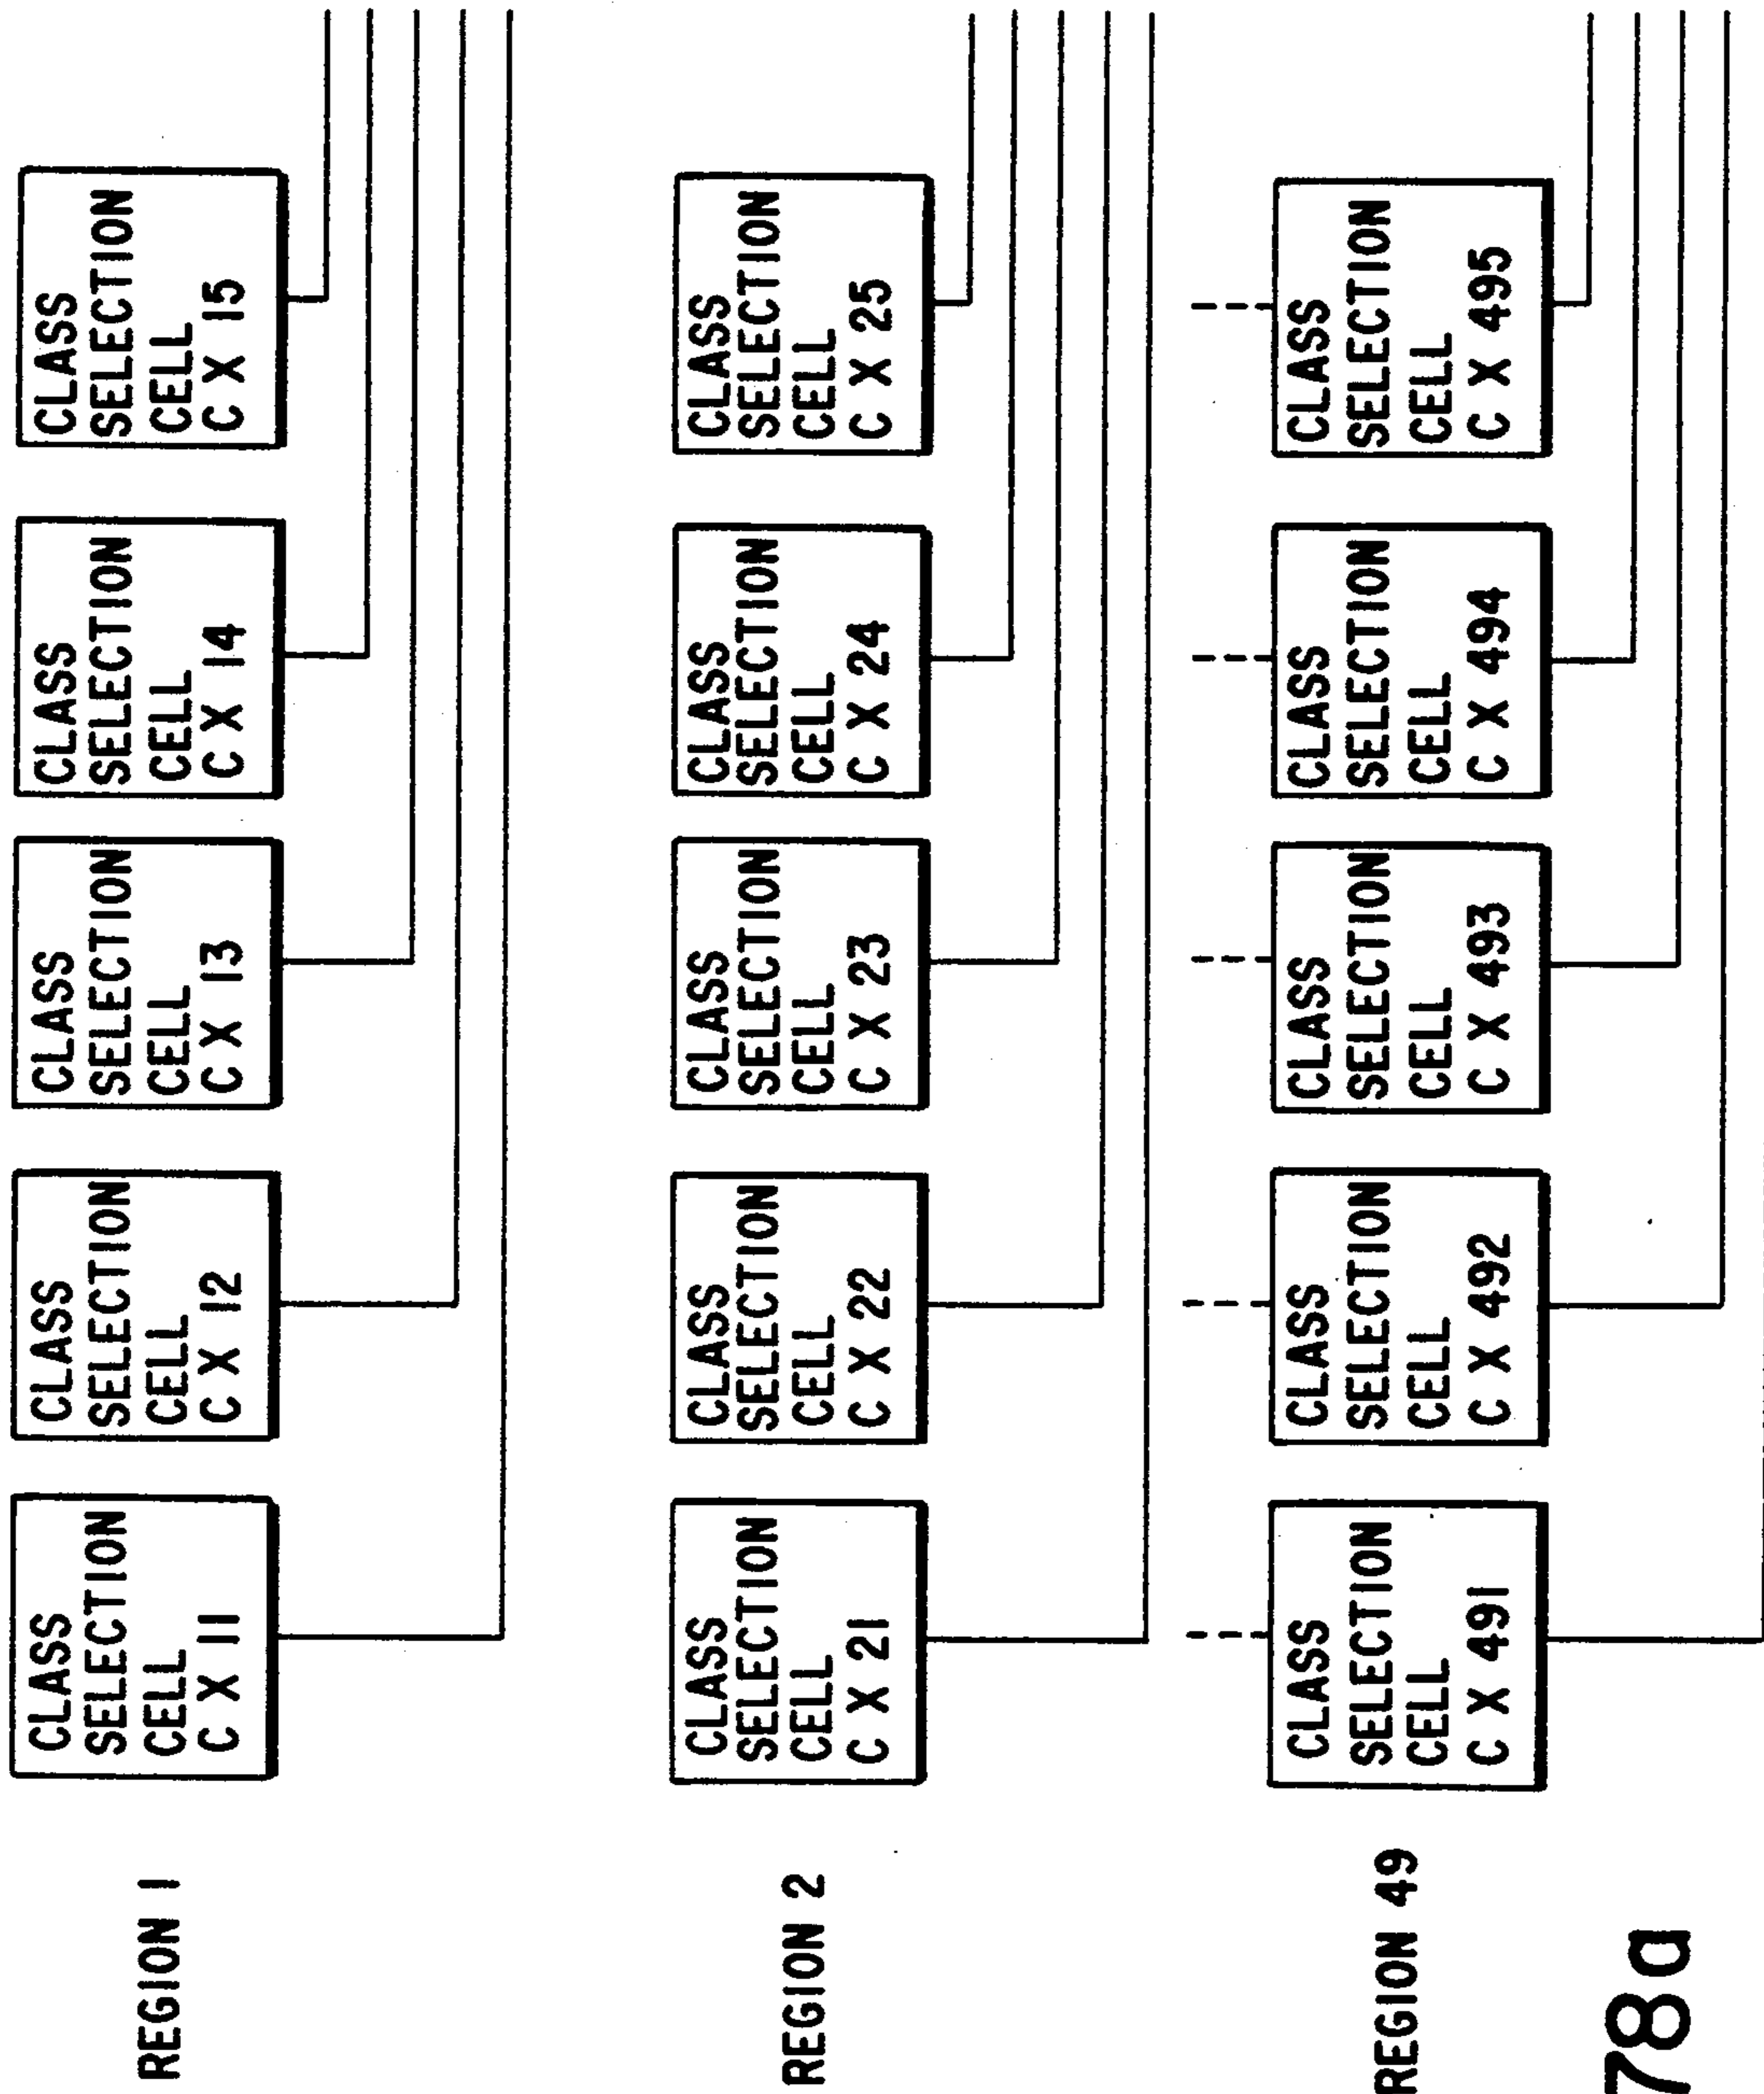 REGION 1
CLASS
SELECTION
CELL
C X 11
CLASS
SELECTION
CELL
C X 12
CLASS
SELECTION
CELL
C X 13
CLASS
SELECTION
CELL
C X 14
CLASS
SELECTION
CELL
C X 15
REGION 2
CLASS
SELECTION
CELL
C X 21
CLASS
SELECTION
CELL
C X 22
CLASS
SELECTION
CELL
C X 23
CLASS
SELECTION
CELL
C X 24
CLASS
SELECTION
CELL
C X 25
REGION 49
CLASS
SELECTION
CELL
C X 491
CLASS
SELECTION
CELL
C X 492
CLASS
SELECTION
CELL
C X 493
CLASS
SELECTION
CELL
C X 494
CLASS
SELECTION
CELL
C X 495
78a